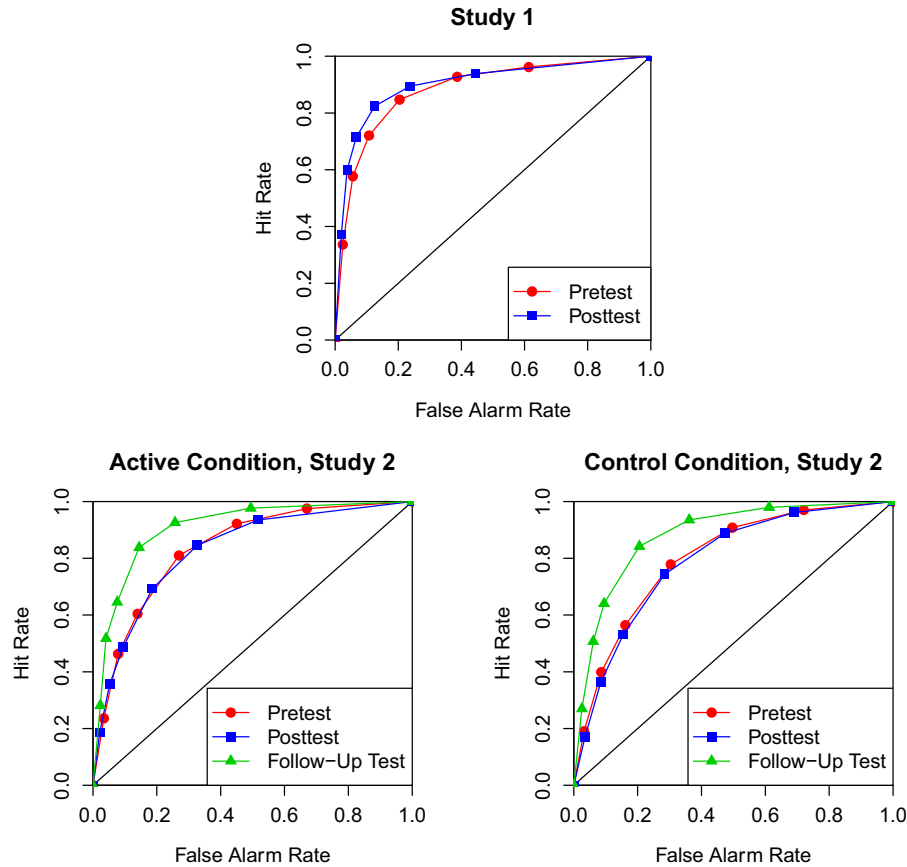 Study 1
Hit Rate
0.0 0.2 0.4 0.6 0.8 1.0
Pretest
Posttest
0.0 0.2 0.4 0.6 0.8 1.0
False Alarm Rate
Active Condition, Study 2
Hit Rate
0.0 0.2 0.4 0.6 0.8 1.0
Pretest
Posttest
Follow−Up Test
0.0 0.2 0.4 0.6 0.8 1.0
False Alarm Rate
Control Condition, Study 2
Hit Rate
0.0 0.2 0.4 0.6 0.8 1.0
Pretest
Posttest
Follow−Up Test
0.0 0.2 0.4 0.6 0.8 1.0
False Alarm Rate